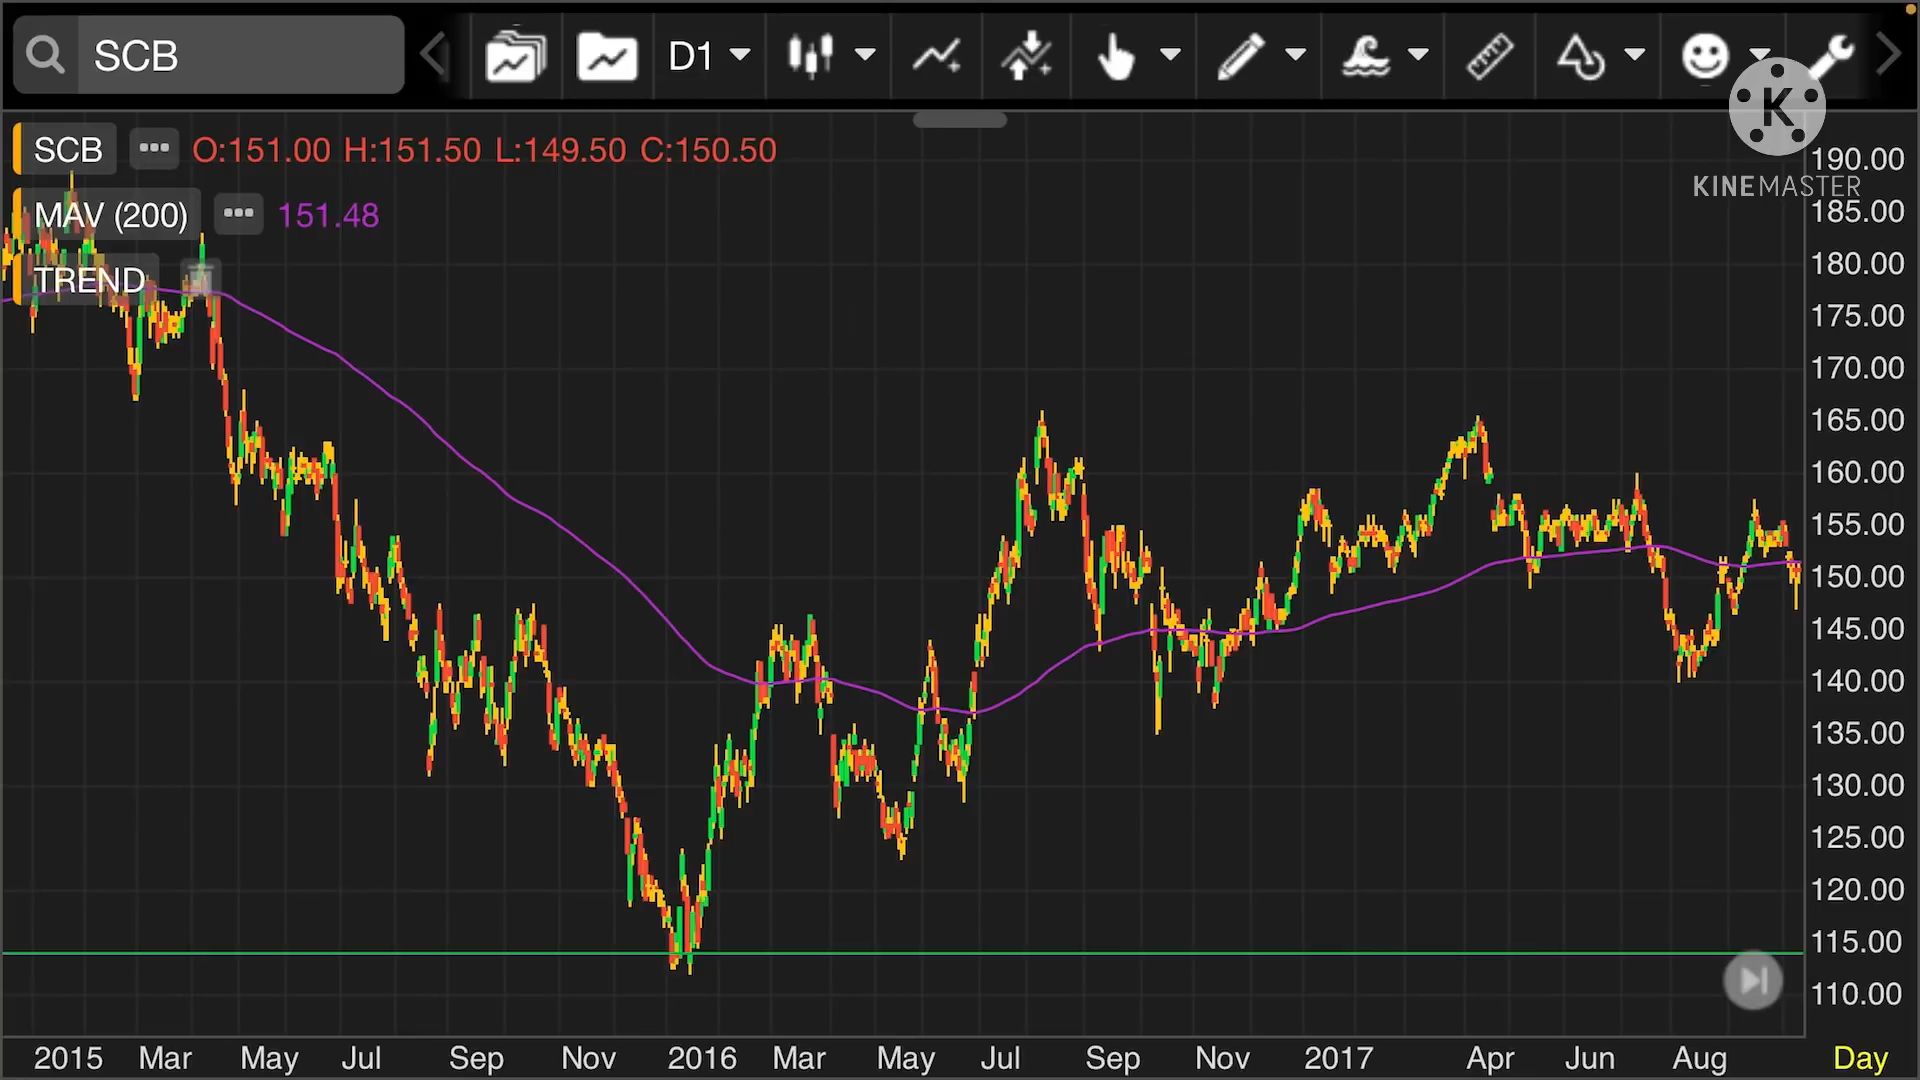 SCB D1
SCB ••• O:151.00 H:151.50 L:149.50 C:150.50
MAV (200) ••• 151.48
TREND
K
KINEMASTER
190.00
185.00
180.00
175.00
170.00
165.00
160.00
155.00
150.00
145.00
140.00
135.00
130.00
125.00
120.00
115.00
110.00
2015 Mar May Jul Sep Nov 2016 Mar May Jul Sep Nov 2017 Apr Jun Aug Day